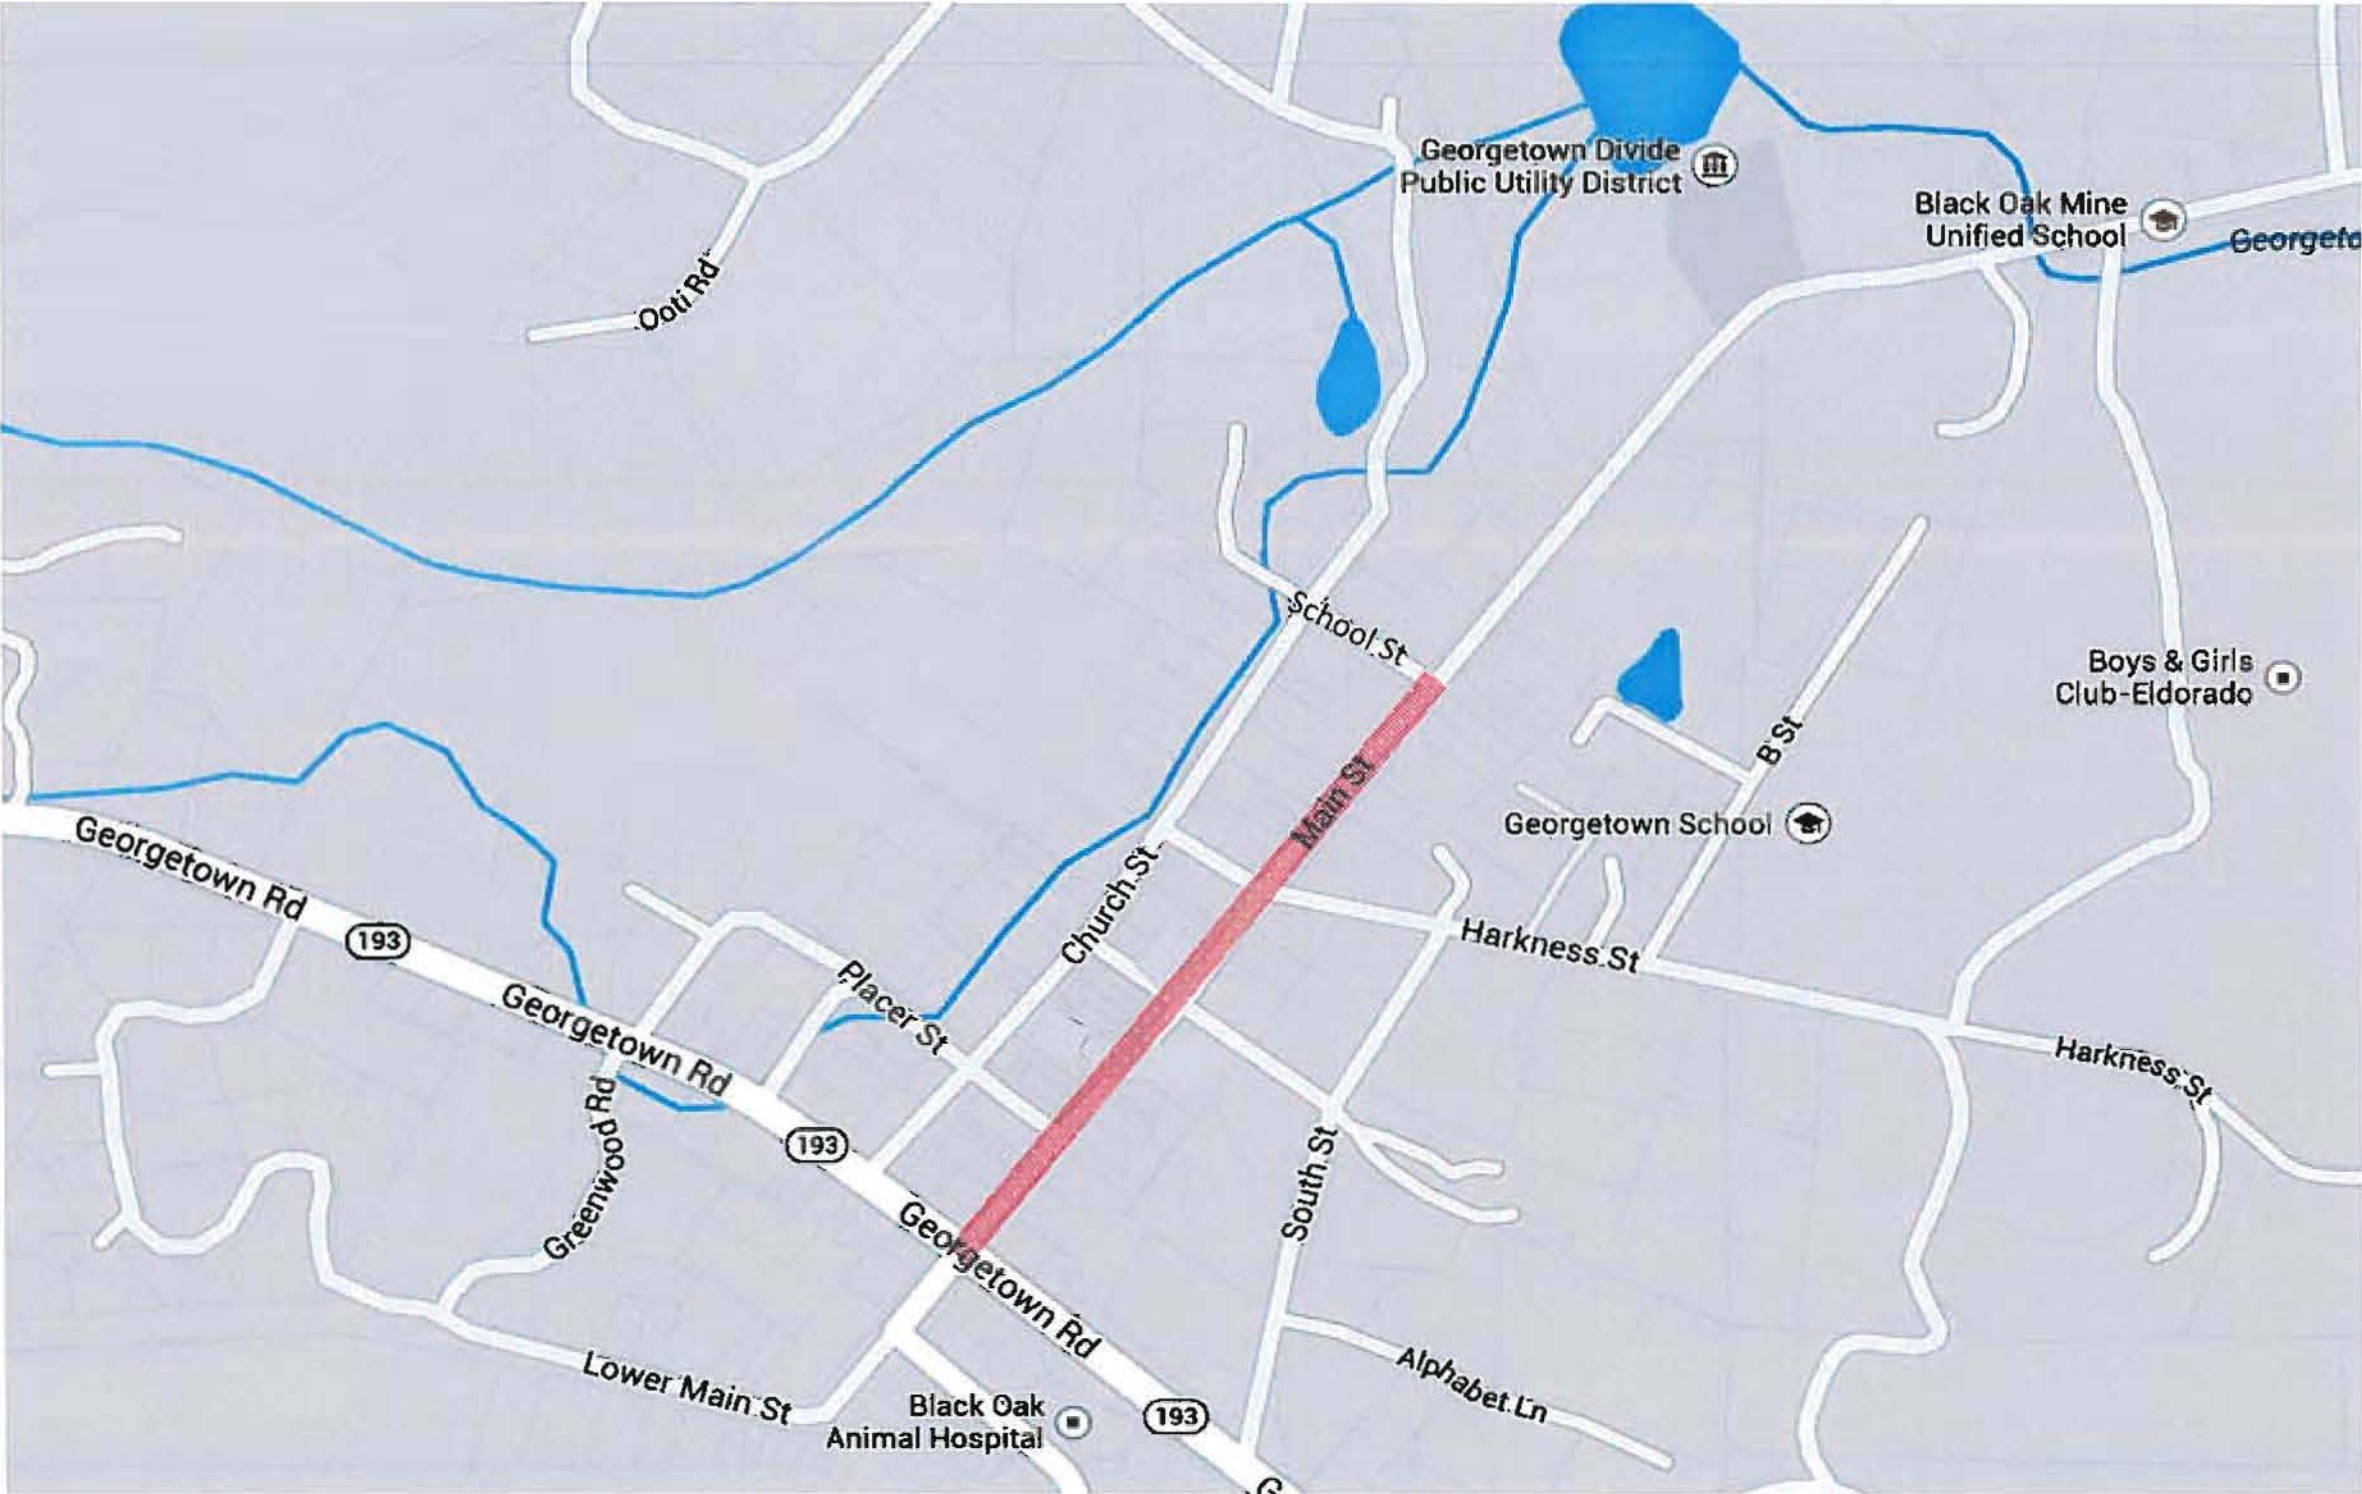 Georgetown Divide
Public Utility District
Black Oak Mine
Unified School
Georgeto
Ooti Rd
School St
Boys & Girls
Club-Eldorado
B St
Main St
Georgetown School
Georgetown Rd
193
Church St
Harkness St
Placer St
Georgetown Rd
Harkness St
Greenwood Rd
193
South St
Georgetown Rd
Lower Main St
Alphabet Ln
Black Oak
Animal Hospital
193
G